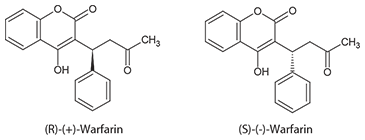 O O O O
CH₃ CH₃
OH O OH O
(R)-(+)-Warfarin (S)-(-)-Warfarin